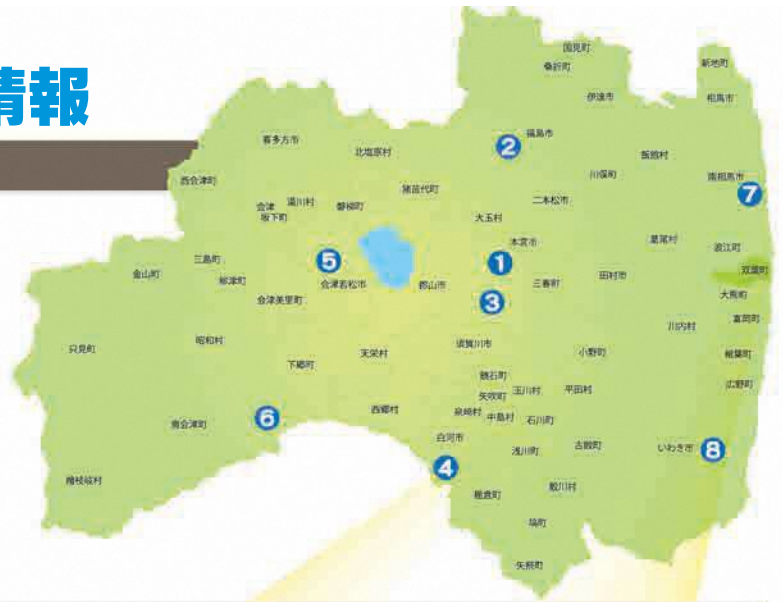 情報
国見町
桑折町
新地町
伊達市
相馬市
福島市
喜多方市
2
北塩原村
飯舘村
川俣町
南相馬市
西会津町
猪苗代町
7
二本松市
湯川村
磐梯町
会津
坂下町
大玉村
本宮市
葛尾村
浪江町
三島町
5
1
双葉町
金山町
柳津町
会津若松市
郡山市
三春町
田村市
大熊町
会津美里町
3
富岡町
川内村
昭和村
須賀川市
只見町
天栄村
小野町
楢葉町
下郷町
鏡石町
広野町
玉川村
平田村
矢吹町
西郷村
泉崎村
中島村
石川町
6
南会津町
白河市
古殿町
いわき市
8
浅川町
4
檜枝岐村
棚倉町
鮫川村
塙町
矢祭町